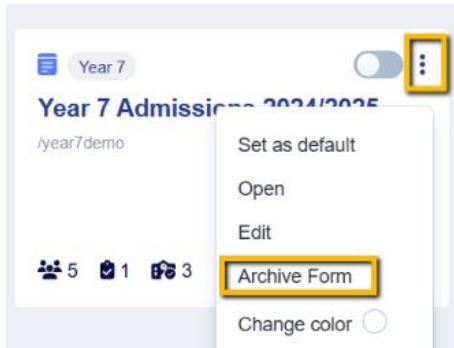 Year 7
Year 7 Admissions 2024/2025
/year7demo
Set as default
Open
Edit
Archive Form
Change color
5
1
3